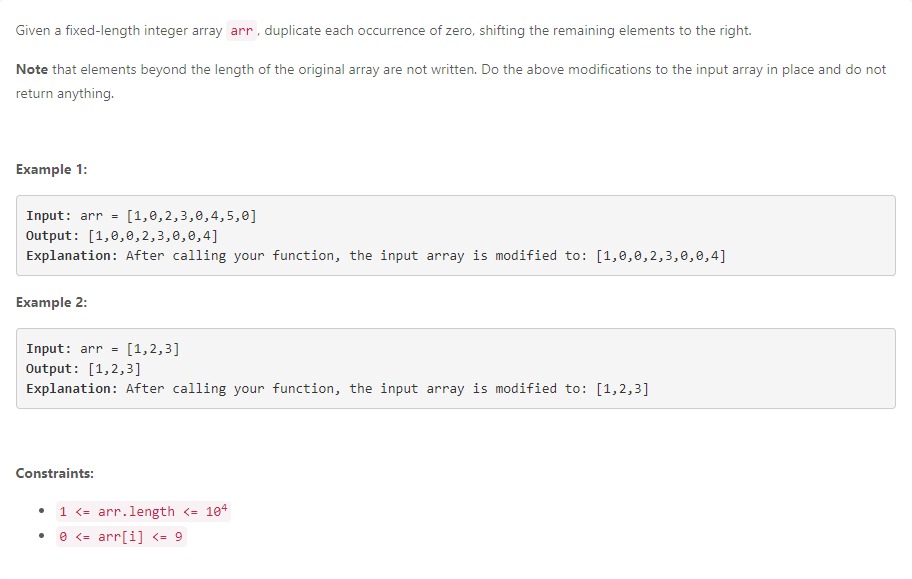 Given a fixed-length integer array arr, duplicate each occurrence of zero, shifting the remaining elements to the right.
Note that elements beyond the length of the original array are not written. Do the above modifications to the input array in place and do not
return anything.
Example 1:
Input: arr = [1,0,2,3,0,4,5,0]
Output: [1,0,0,2,3,0,0,4]
Explanation: After calling your function, the input array is modified to: [1,0,0,2,3,0,0,4]
Example 2:
Input: arr = [1,2,3]
Output: [1,2,3]
Explanation: After calling your function, the input array is modified to: [1,2,3]
Constraints:
• 1 <= arr.length <= 10⁴
• 0 <= arr[i] <= 9